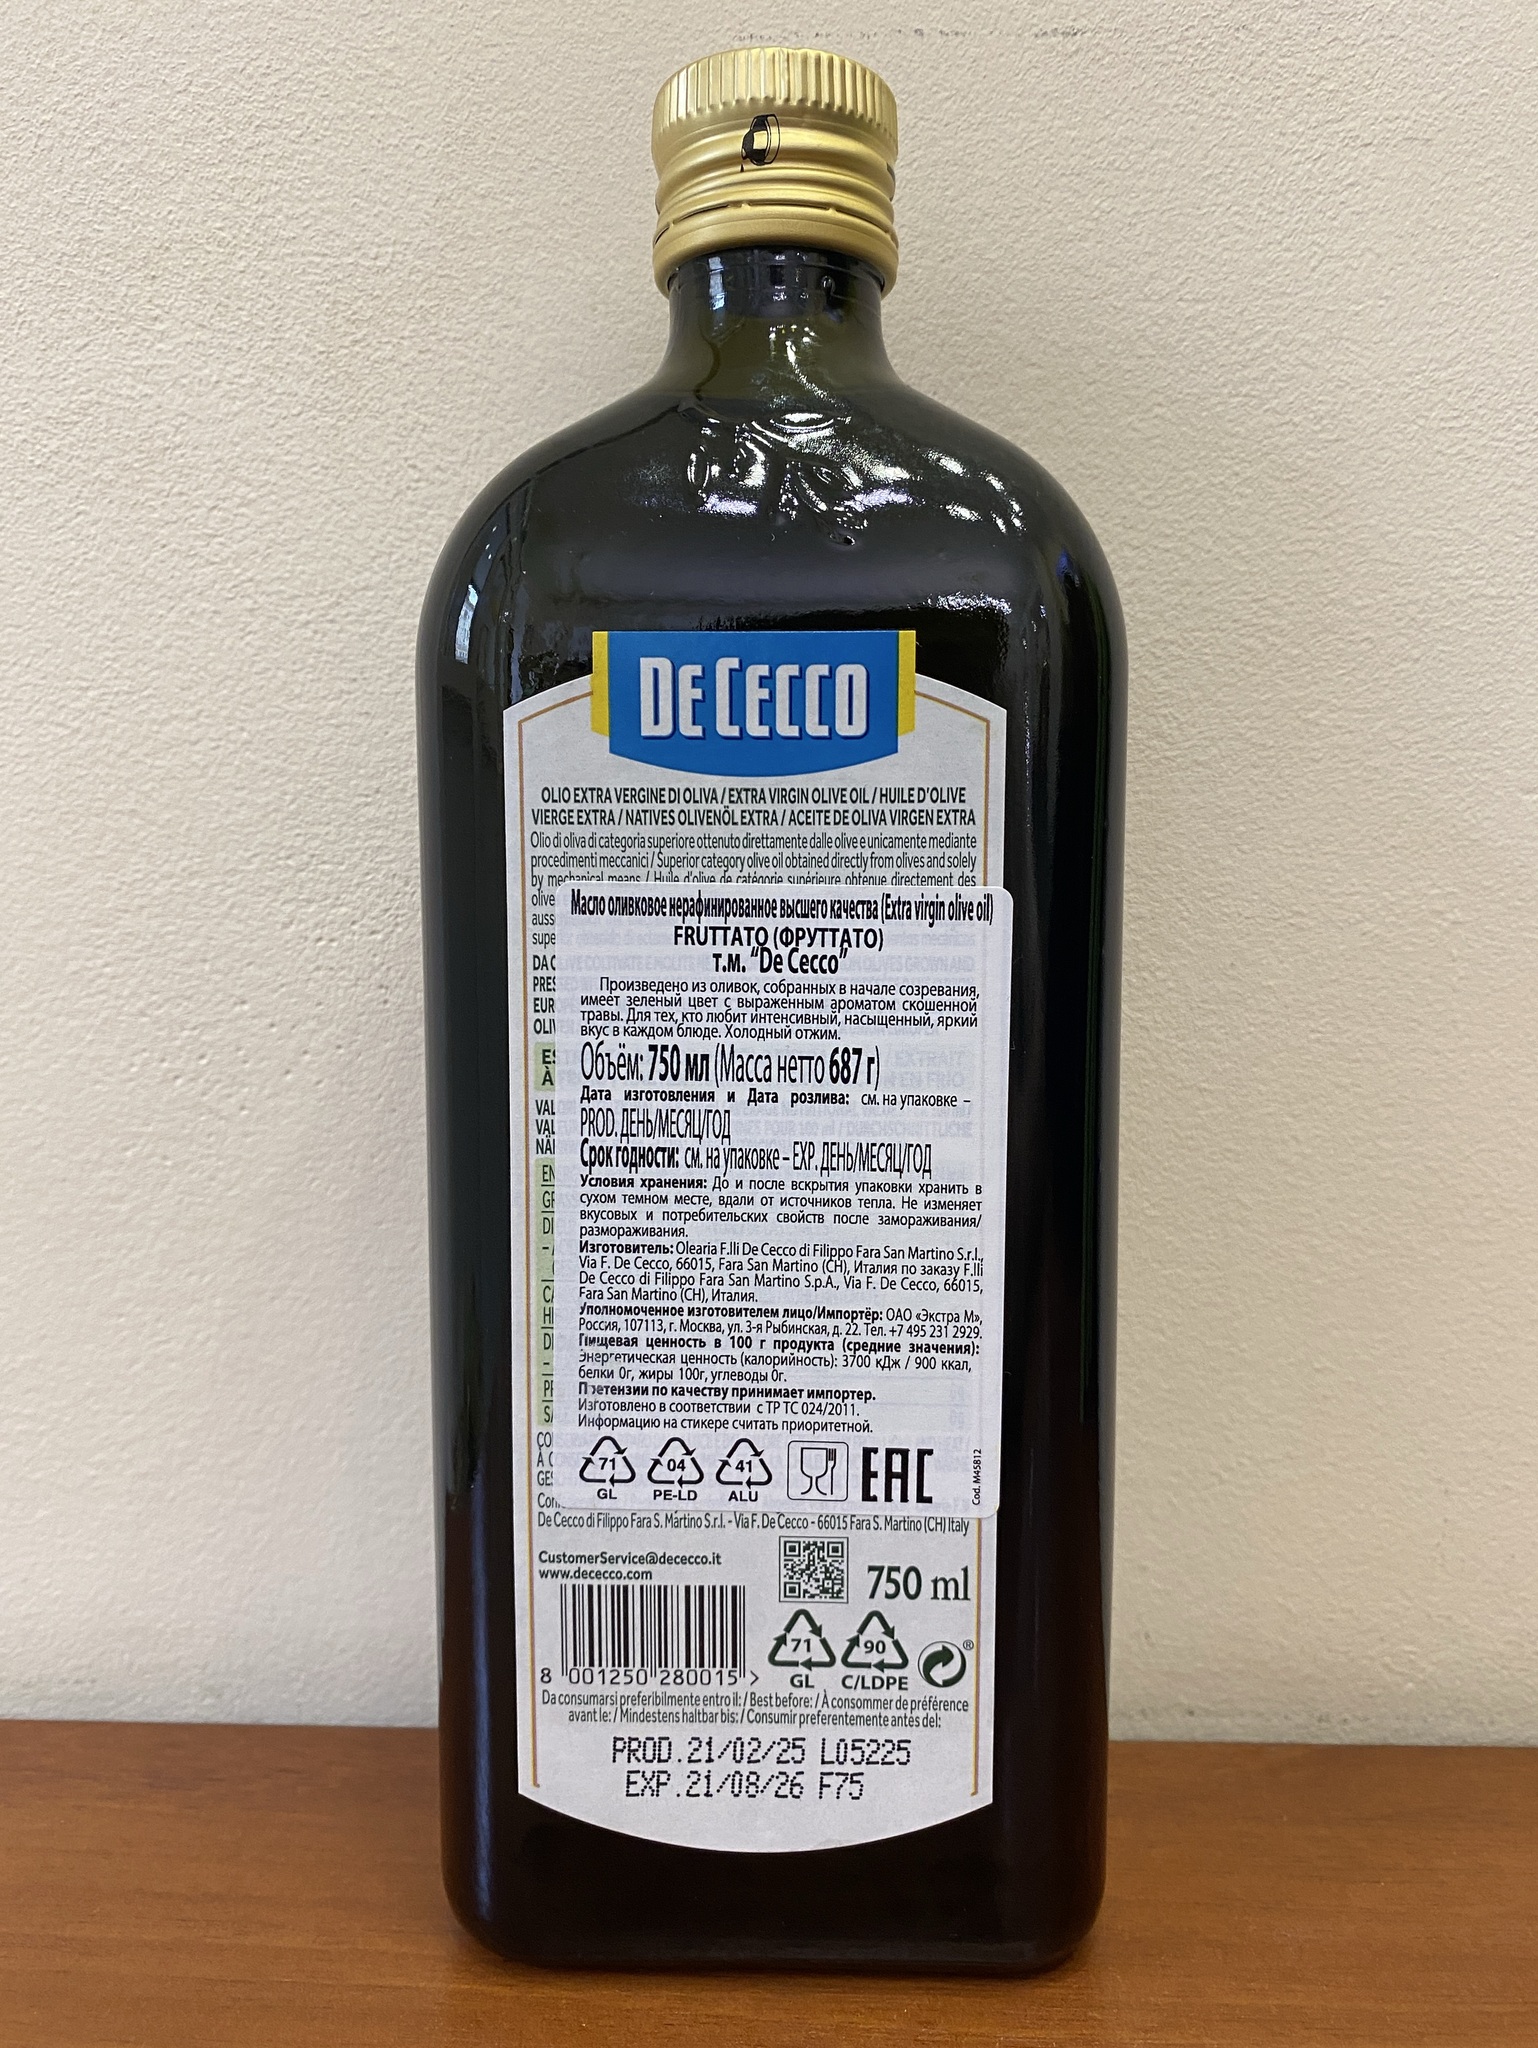 DE CECCO
OLIO EXTRA VERGINE DI OLIVA / EXTRA VIRGIN OLIVE OIL / HUILE D'OLIVE
VIERGE EXTRA / NATIVES OLIVENÖL EXTRA / ACEITE DE OLIVA VIRGEN EXTRA
Olio di oliva di categoria superiore ottenuto direttamente dalle olive e unicamente mediante
procedimenti meccanici / Superior category olive oil obtained directly from olives and solely
by mechanical means / Huile d'olive de catégorie supérieure obtenue directement des
Масло оливковое нерафинированное высшего качества (Extra virgin olive oil)
FRUTTATO (ФРУТТАТО)
т.м. "De Cecco"
Произведено из оливок, собранных в начале созревания,
имеет зеленый цвет с выраженным ароматом скошенной
травы. Для тех, кто любит интенсивный, насыщенный, яркий
вкус в каждом блюде. Холодный отжим.
Объём: 750 мл (Масса нетто 687 г)
Дата изготовления и Дата розлива: см. на упаковке –
PROD. ДЕНЬ/МЕСЯЦ/ГОД
Срок годности: см. на упаковке – EXP. ДЕНЬ/МЕСЯЦ/ГОД
Условия хранения: До и после вскрытия упаковки хранить в
сухом темном месте, вдали от источников тепла. Не изменяет
вкусовых и потребительских свойств после замораживания/
размораживания.
Изготовитель: Olearia F.lli De Cecco di Filippo Fara San Martino S.r.l.,
Via F. De Cecco, 66015, Fara San Martino (CH), Италия по заказу F.lli
De Cecco di Filippo Fara San Martino S.p.A., Via F. De Cecco, 66015,
Fara San Martino (CH), Италия.
Уполномоченное изготовителем лицо/Импортёр: ОАО «Экстра М»,
Россия, 107113, г. Москва, ул. 3-я Рыбинская, д. 22. Тел. +7 495 231 2929.
Пищевая ценность в 100 г продукта (средние значения):
Энергетическая ценность (калорийность): 3700 кДж / 900 ккал,
белки 0г, жиры 100г, углеводы 0г.
Претензии по качеству принимает импортер.
Изготовлено в соответствии с ТР ТС 024/2011.
Информацию на стикере считать приоритетной.
71 04 41 EAC
GL PE-LD ALU
Cod. M45812
De Cecco di Filippo Fara S. Martino S.r.l. - Via F. De Cecco - 66015 Fara S. Martino (CH) Italy
CustomerService@dececco.it
www.dececco.com
750 ml
71 90 ®
GL C/LDPE
8 001250 280015 >
Da consumarsi preferibilmente entro il: / Best before: / À consommer de préférence
avant le: / Mindestens haltbar bis: / Consumir preferentemente antes del:
PROD.21/02/25 L05225
EXP.21/08/26 F75